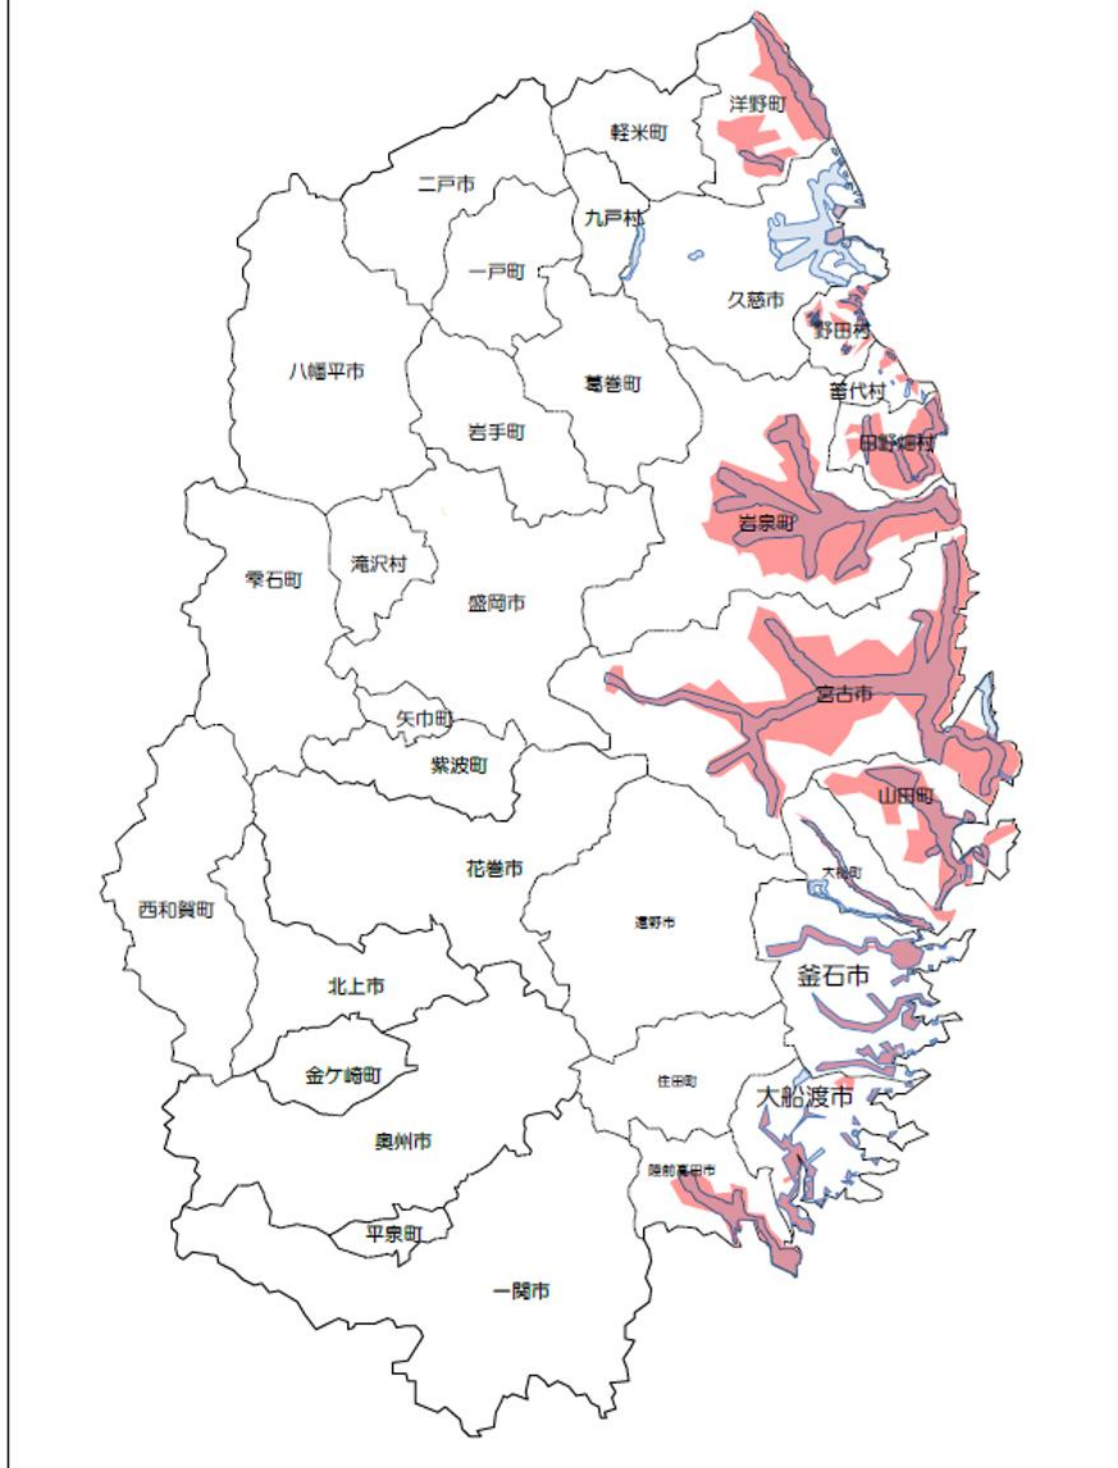 洋野町
軽米町
二戸市
九戸村
一戸町
久慈市
野田村
八幡平市
葛巻町
普代村
岩手町
田野畑村
岩泉町
滝沢村
雫石町
盛岡市
宮古市
矢巾町
紫波町
山田町
花巻市
大槌町
西和賀町
遠野市
釜石市
北上市
金ケ崎町
住田町
大船渡市
奥州市
陸前高田市
平泉町
一関市